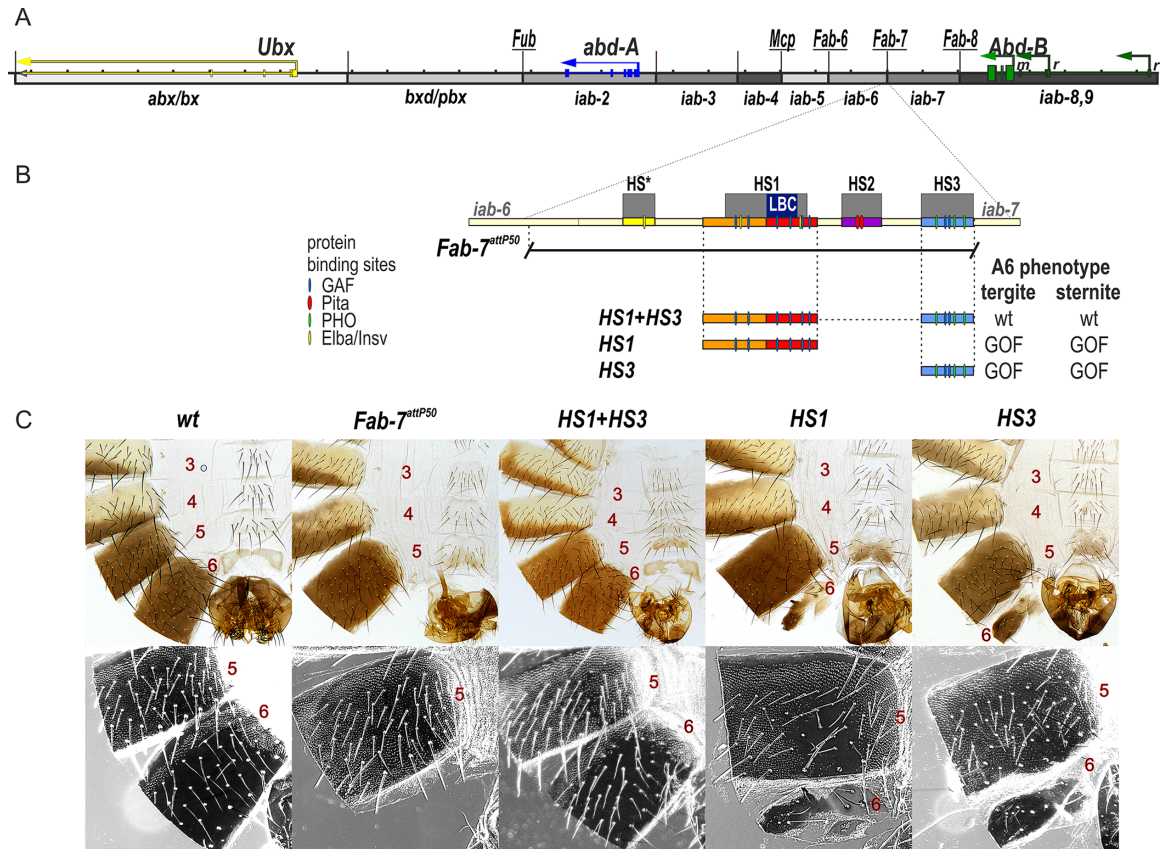 A
Ubx
Fub
abd-A
Mcp
Fab-6
Fab-7
Fab-8
Abd-B
m
r
r
abx/bx
bxd/pbx
iab-2
iab-3
iab-4
iab-5
iab-6
iab-7
iab-8,9
B
HS*
HS1
HS2
HS3
LBC
iab-6
iab-7
Fab-7attP50
protein
binding sites
GAF
Pita
PHO
Elba/Insv
A6 phenotype
tergite sternite
HS1+HS3 wt wt
HS1 GOF GOF
HS3 GOF GOF
C
wt Fab-7attP50 HS1+HS3 HS1 HS3
3 3 3 3 3
4 4 4 4 4
5 5 5 5 5
6 6 6 6
5 5 5 5 5
6 6 6 6